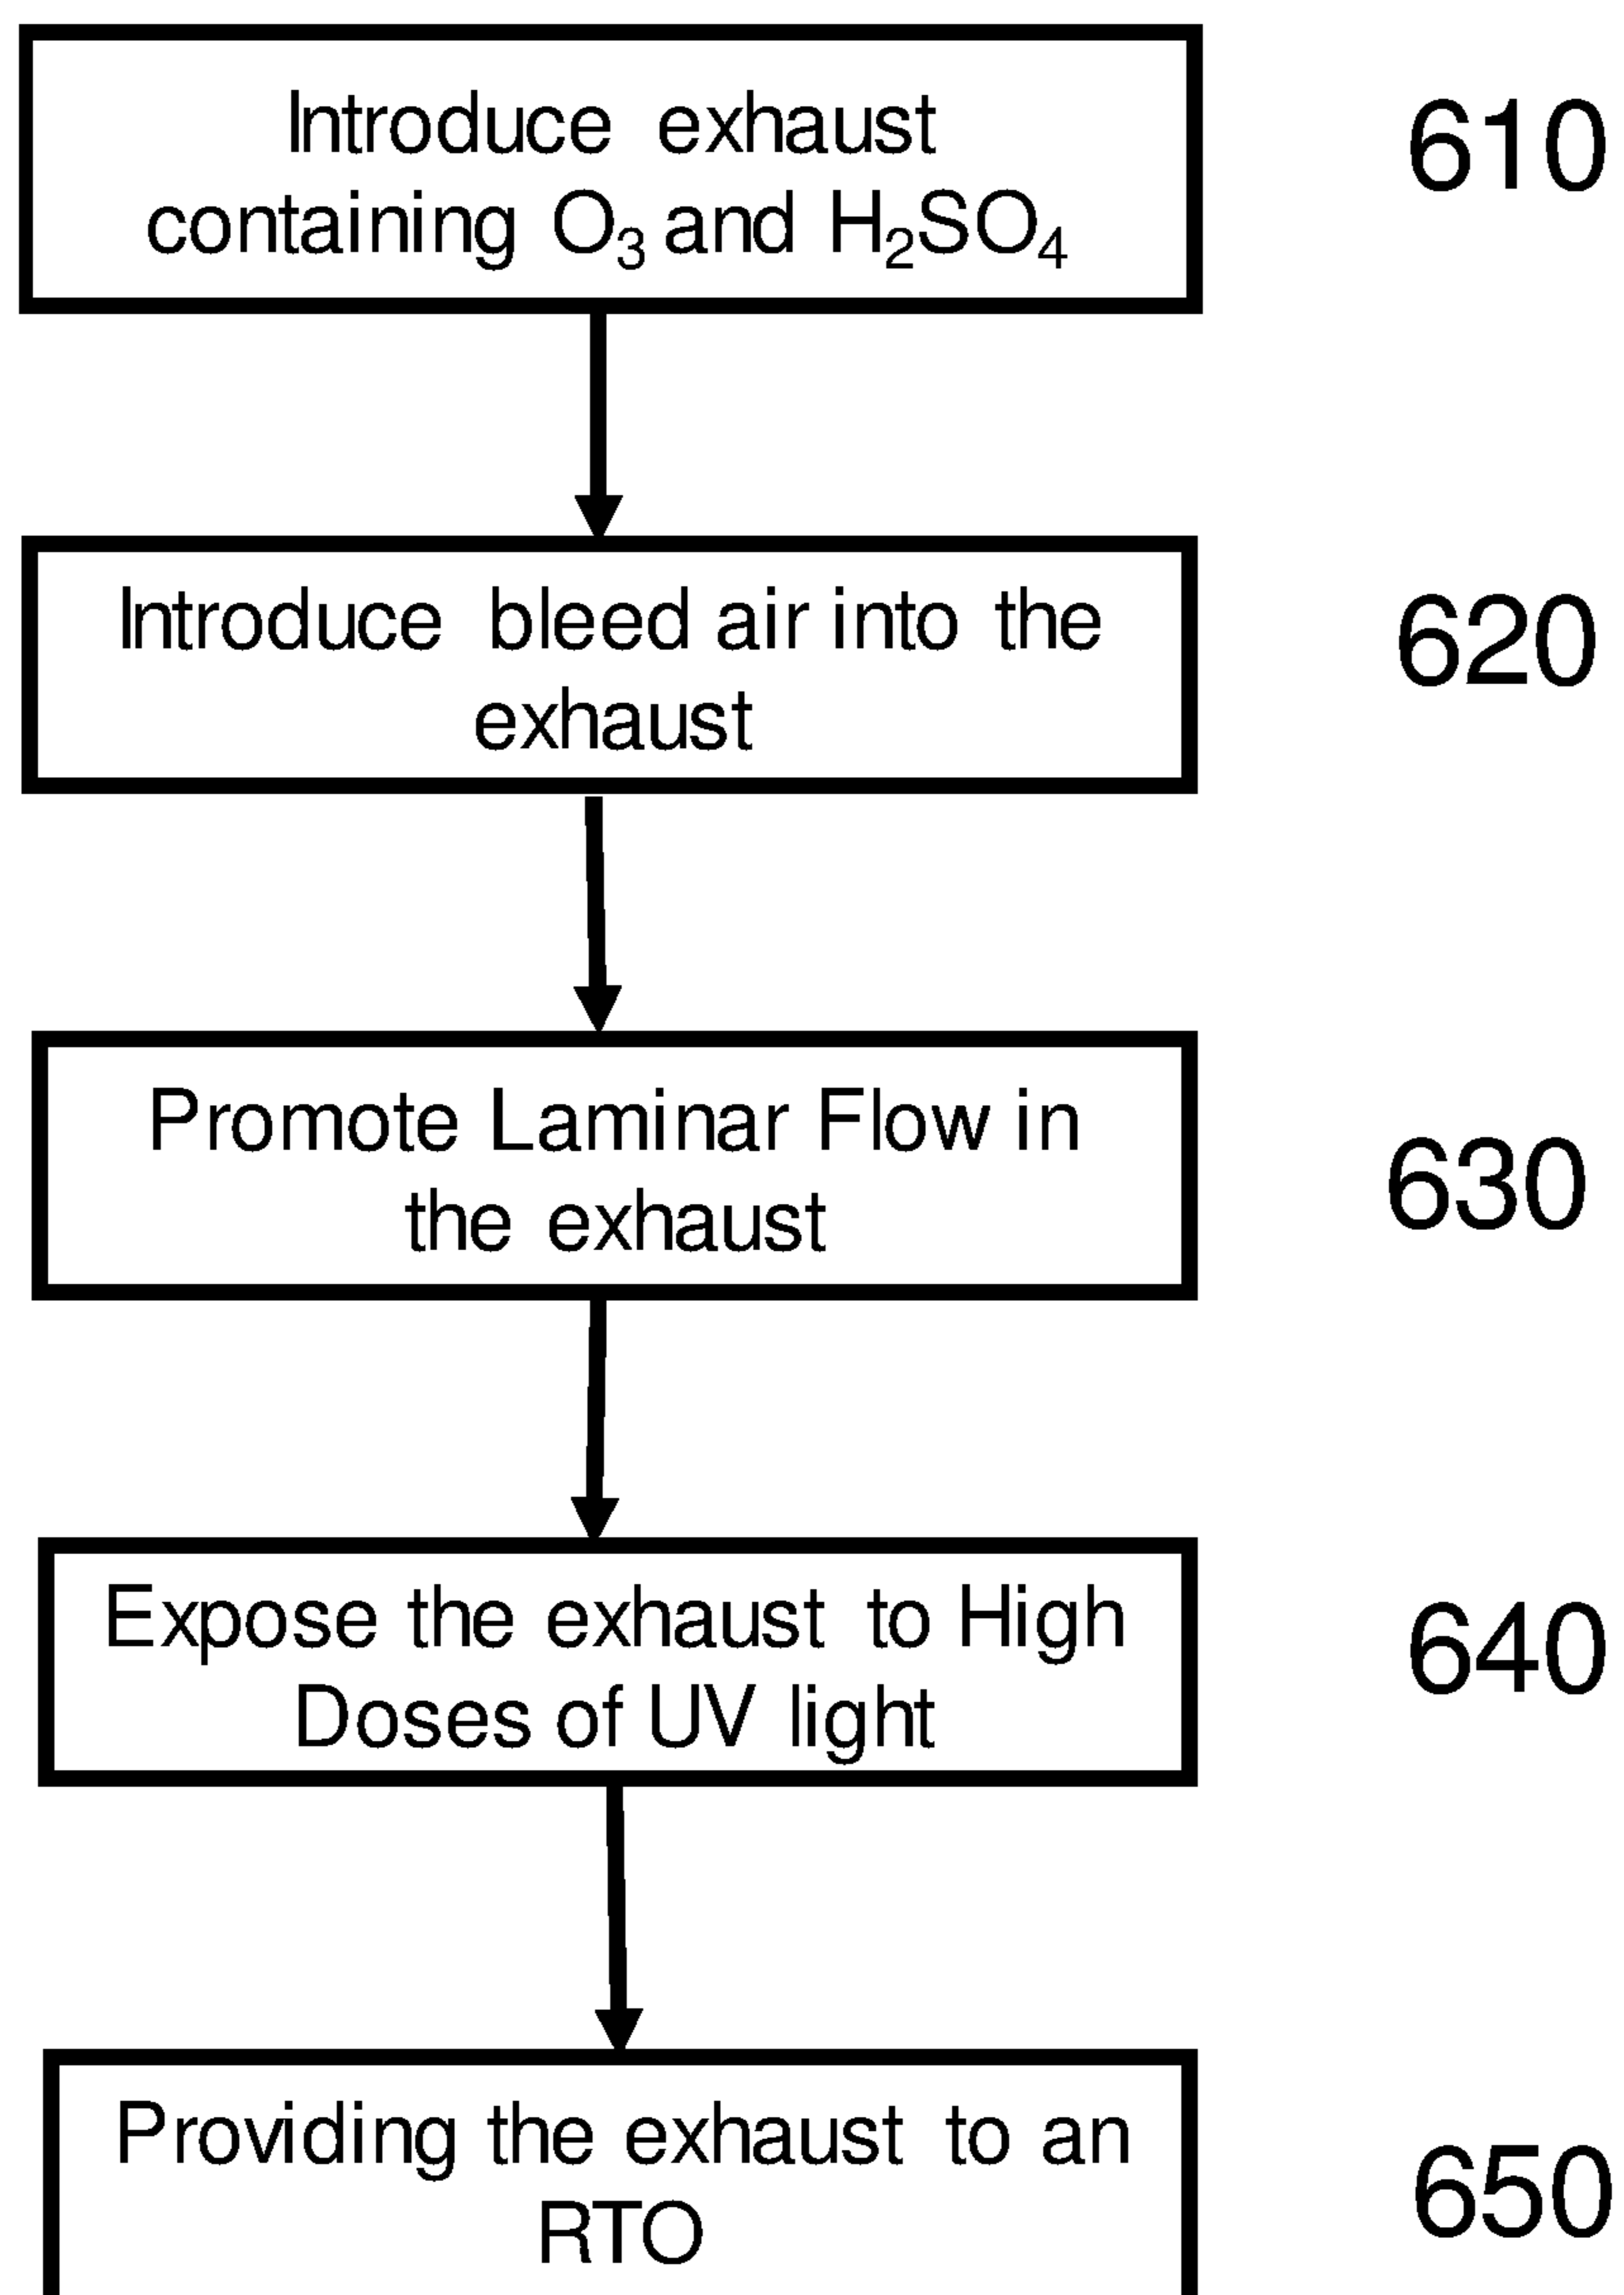 Introduce exhaust
containing O₃ and H₂SO₄
610
Introduce bleed air into the
exhaust
620
Promote Laminar Flow in
the exhaust
630
Expose the exhaust to High
Doses of UV light
640
Providing the exhaust to an
RTO
650